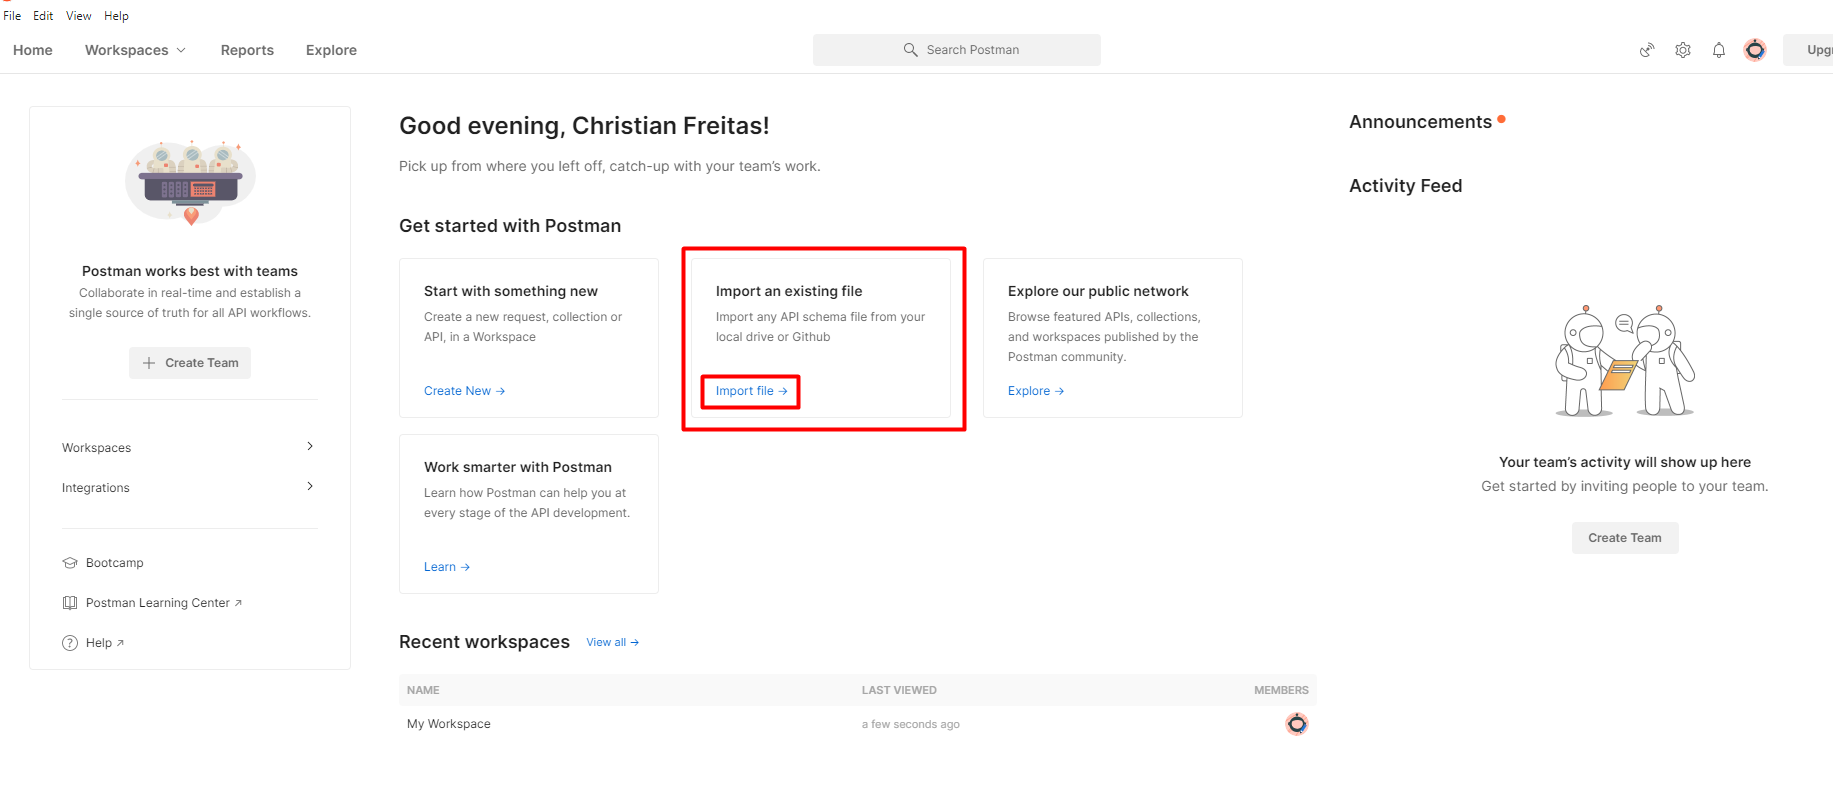 File Edit View Help
Home Workspaces Reports Explore
Search Postman
Upgr
Postman works best with teams
Collaborate in real-time and establish a
single source of truth for all API workflows.
Create Team
Workspaces
Integrations
Bootcamp
Postman Learning Center ↗
Help ↗
Good evening, Christian Freitas!
Pick up from where you left off, catch-up with your team's work.
Get started with Postman
Start with something new
Create a new request, collection or
API, in a Workspace
Create New →
Import an existing file
Import any API schema file from your
local drive or Github
Import file →
Explore our public network
Browse featured APIs, collections,
and workspaces published by the
Postman community.
Explore →
Work smarter with Postman
Learn how Postman can help you at
every stage of the API development.
Learn →
Recent workspaces View all →
NAME LAST VIEWED MEMBERS
My Workspace a few seconds ago
Announcements
Activity Feed
Your team's activity will show up here
Get started by inviting people to your team.
Create Team